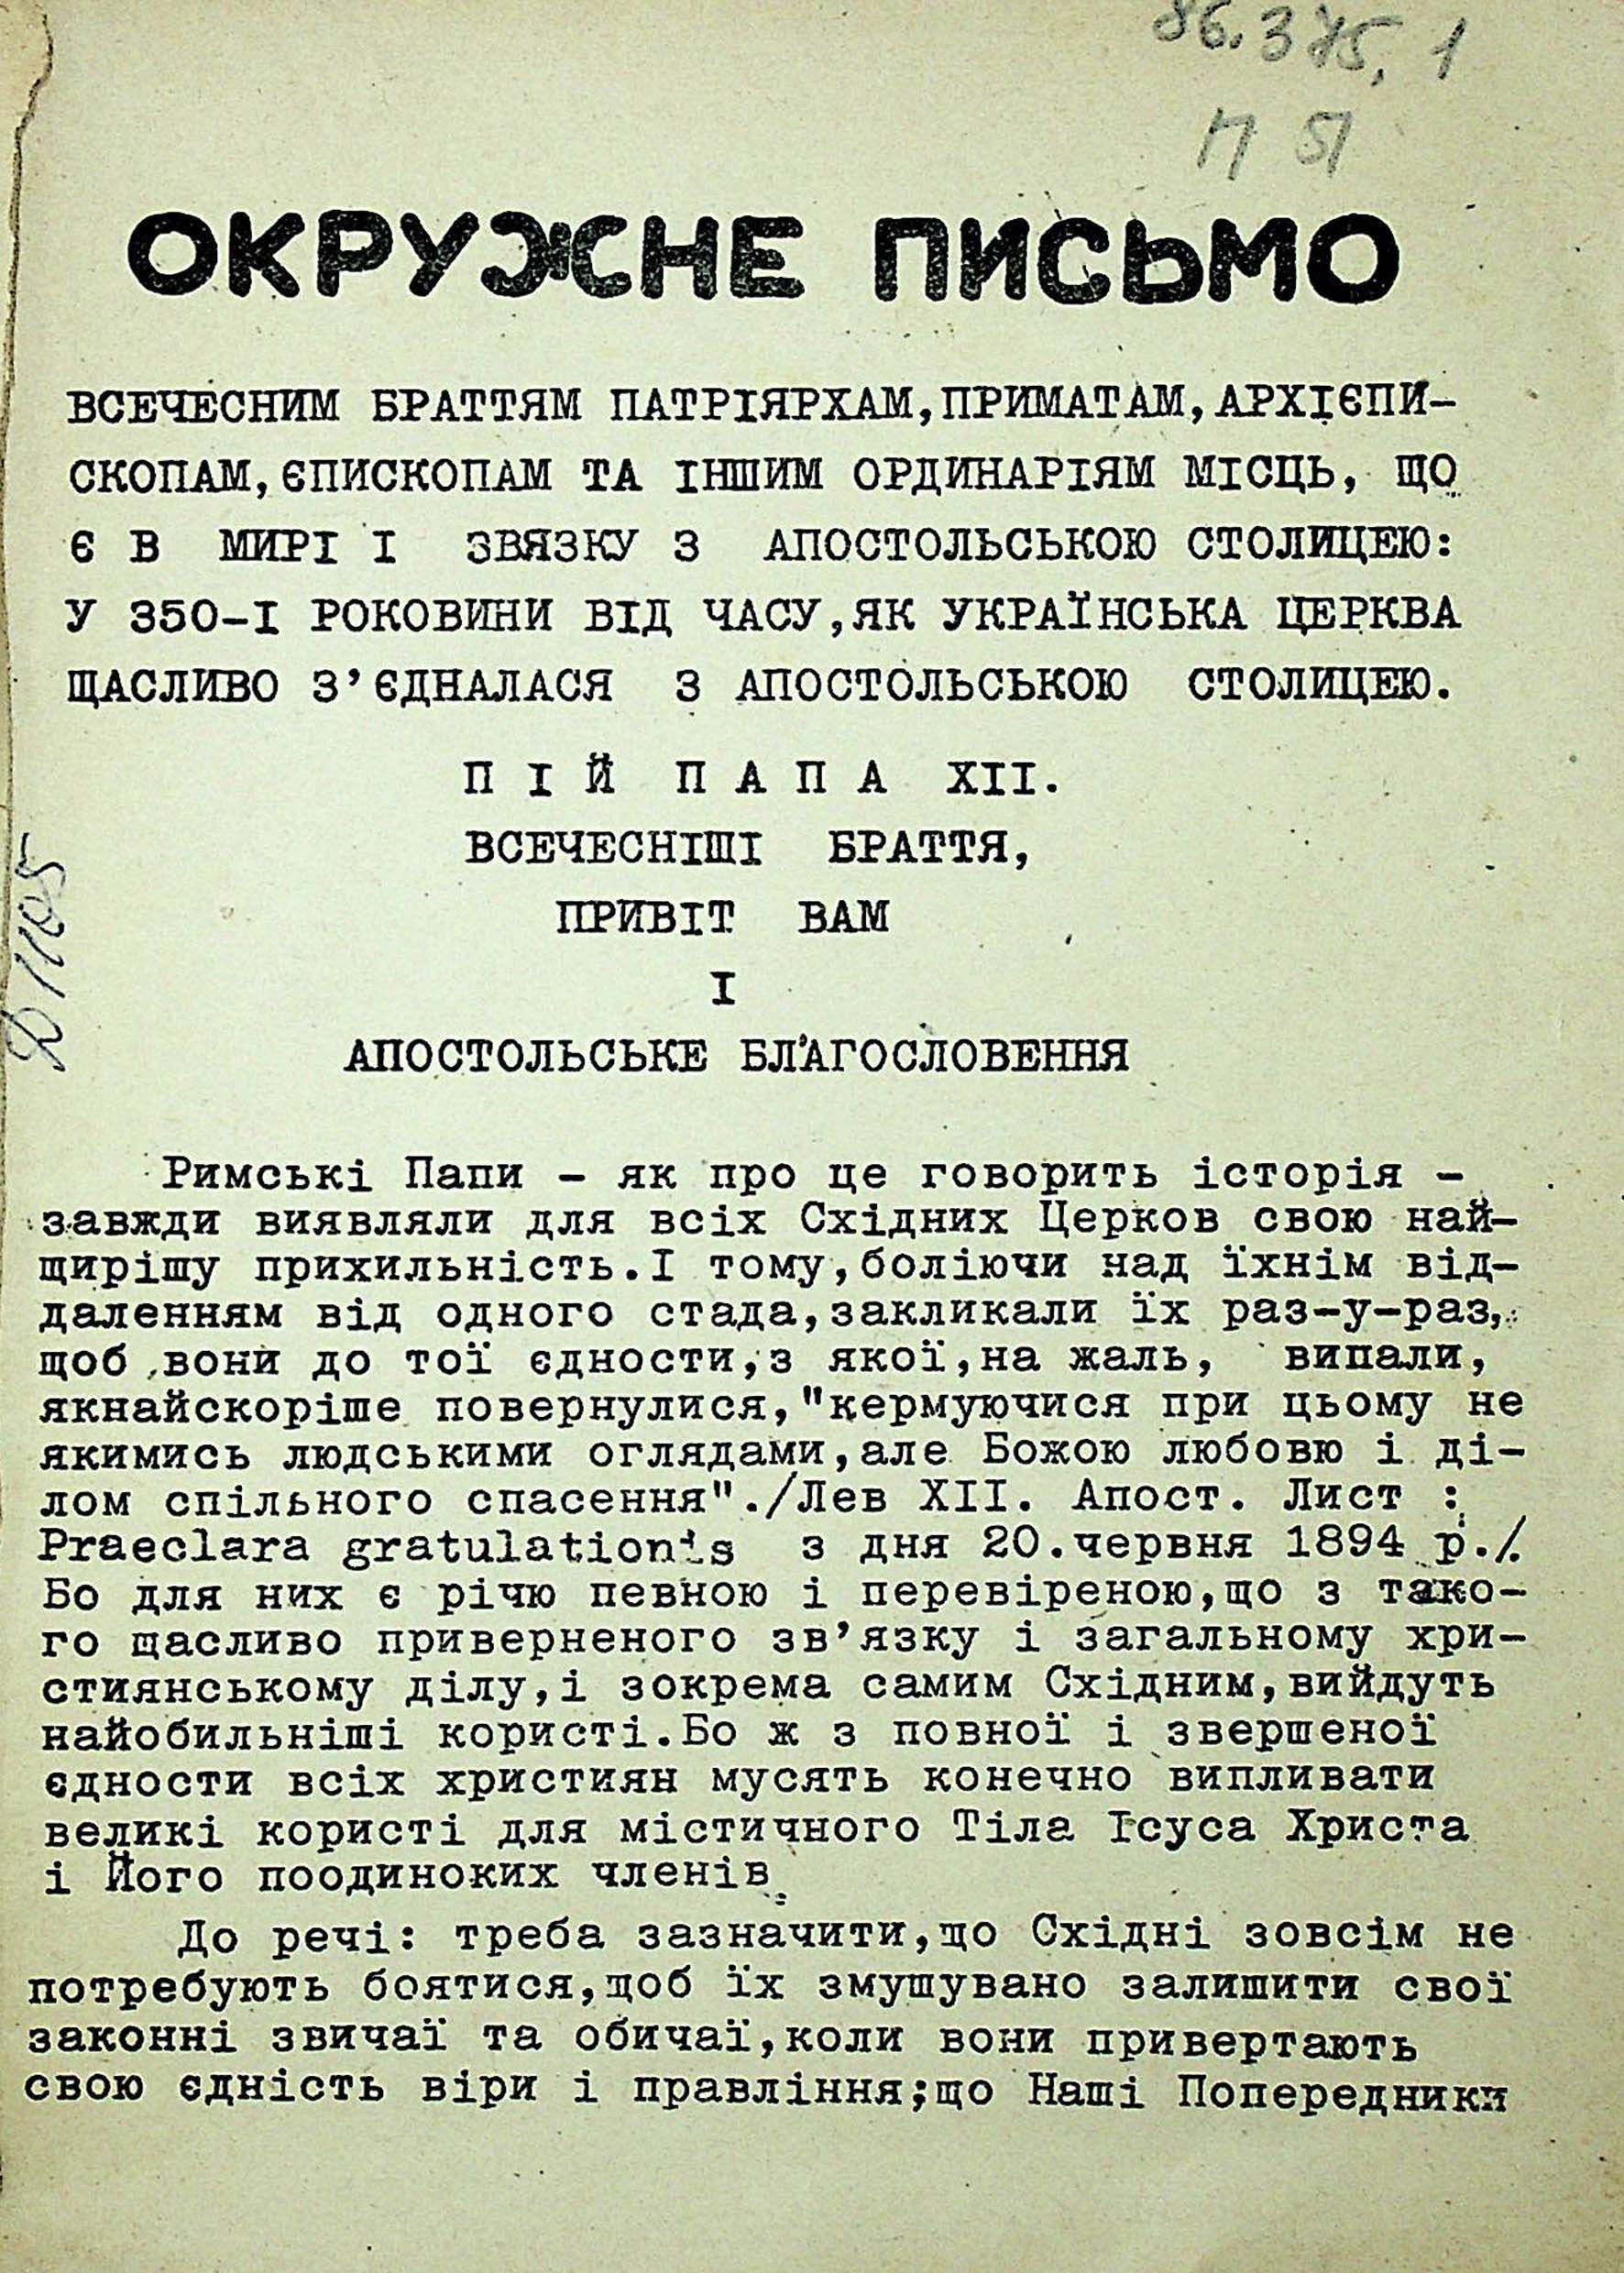 86.375,1
П 51
ОКРУЖНЕ ПИСЬМО
ВСЕЧЕСНИМ БРАТТЯМ ПАТРІЯРХАМ,ПРИМАТАМ,АРХІЄПИ-
СКОПАМ,ЄПИСКОПАМ ТА ІНШИМ ОРДИНАРІЯМ МІСЦЬ, ЩО
Є В МИРІ І ЗВЯЗКУ З АПОСТОЛЬСЬКОЮ СТОЛИЦЕЮ:
У 350-І РОКОВИНИ ВІД ЧАСУ,ЯК УКРАЇНСЬКА ЦЕРКВА
ЩАСЛИВО З'ЄДНАЛАСЯ З АПОСТОЛЬСЬКОЮ СТОЛИЦЕЮ.
П І Й П А П А XII.
ВСЕЧЕСНІШІ БРАТТЯ,
ПРИВІТ ВАМ
І
АПОСТОЛЬСЬКЕ БЛАГОСЛОВЕННЯ
Римські Папи - як про це говорить історія -
завжди виявляли для всіх Східних Церков свою най-
щирішу прихильність.І тому,боліючи над їхнім від-
даленням від одного стада,закликали їх раз-у-раз,
щоб вони до тої єдности,з якої,на жаль, випали,
якнайскоріше повернулися,"кермуючися при цьому не
якимись людськими оглядами,але Божою любовю і ді-
лом спільного спасення"./Лев XII. Апост. Лист :
Praeclara gratulationis з дня 20.червня 1894 р./.
Бо для них є річю певною і перевіреною,що з тако-
го щасливо приверненого зв'язку і загальному хри-
стиянському ділу,і зокрема самим Східним,вийдуть
найобильніші користі.Бо ж з повної і звершеної
єдности всіх християн мусять конечно випливати
великі користі для містичного Тіла Ісуса Христа
і Його поодиноких членів.
До речі: треба зазначити,що Східні зовсім не
потребують боятися,щоб їх змушувано залишити свої
законні звичаї та обичаї,коли вони привертають
свою єдність віри і правління;що Наші Попередники